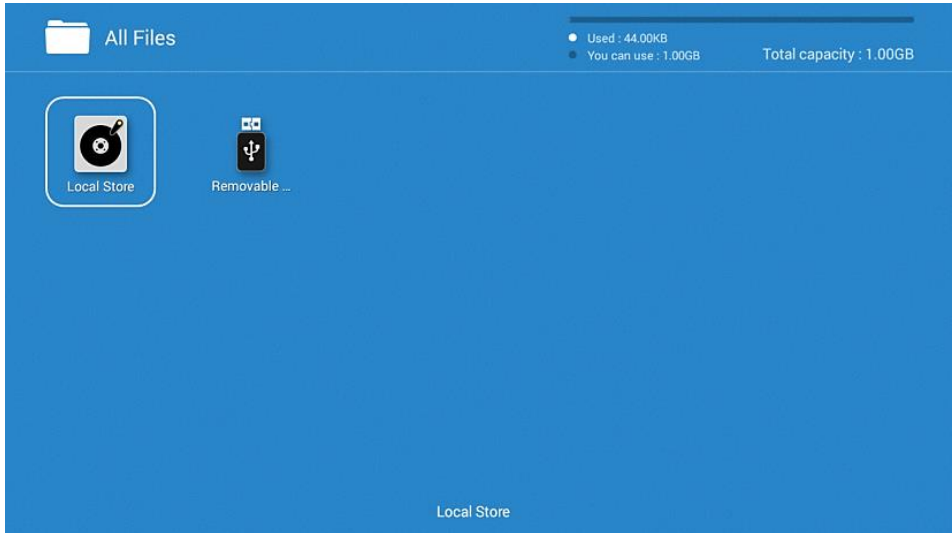 All Files
Used : 44.00KB
You can use : 1.00GB
Total capacity : 1.00GB
Local Store
Removable ...
Local Store